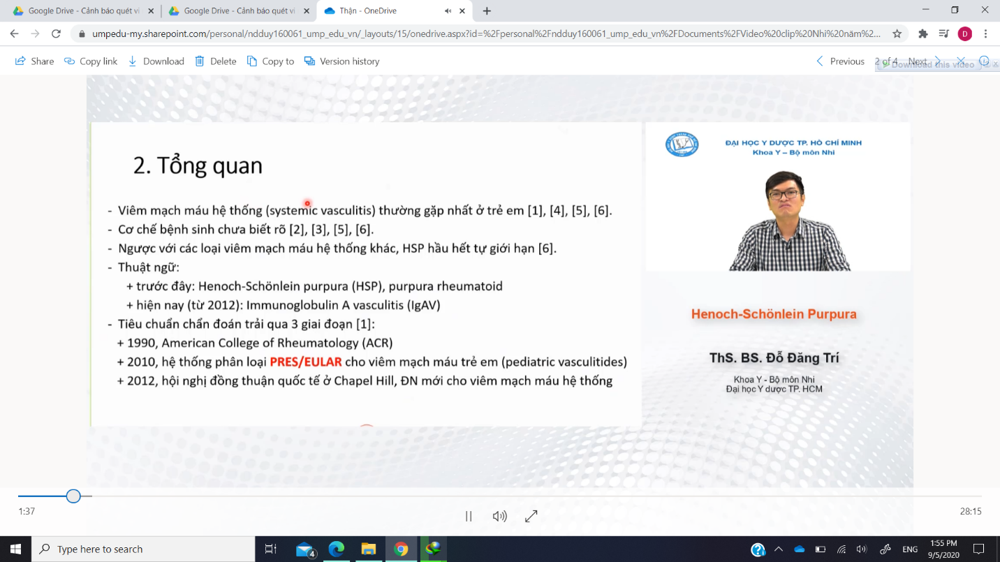 Google Drive - Cảnh báo quét vi
Google Drive - Cảnh báo quét vi
Thận - OneDrive
umpedu-my.sharepoint.com/personal/ndduy160061_ump_edu_vn/_layouts/15/onedrive.aspx?id=%2Fpersonal%2Fndduy160061_ump_edu_vn%2FDocuments%2FVideo%20clip%20Nhi%20năm%2...
D
Share
Copy link
Download
Delete
Copy to
Version history
Previous
2 of 4
Next
Download this video
2. Tổng quan
- Viêm mạch máu hệ thống (systemic vasculitis) thường gặp nhất ở trẻ em [1], [4], [5], [6].
- Cơ chế bệnh sinh chưa biết rõ [2], [3], [5], [6].
- Ngược với các loại viêm mạch máu hệ thống khác, HSP hầu hết tự giới hạn [6].
- Thuật ngữ:
+ trước đây: Henoch-Schönlein purpura (HSP), purpura rheumatoid
+ hiện nay (từ 2012): Immunoglobulin A vasculitis (IgAV)
- Tiêu chuẩn chẩn đoán trải qua 3 giai đoạn [1]:
+ 1990, American College of Rheumatology (ACR)
+ 2010, hệ thống phân loại PRES/EULAR cho viêm mạch máu trẻ em (pediatric vasculitides)
+ 2012, hội nghị đồng thuận quốc tế ở Chapel Hill, ĐN mới cho viêm mạch máu hệ thống
ĐẠI HỌC Y DƯỢC TP. HỒ CHÍ MINH
Khoa Y – Bộ môn Nhi
Henoch-Schönlein Purpura
ThS. BS. Đỗ Đăng Trí
Khoa Y - Bộ môn Nhi
Đại học Y dược TP. HCM
1:37
28:15
Type here to search
4
ENG
1:55 PM
9/5/2020